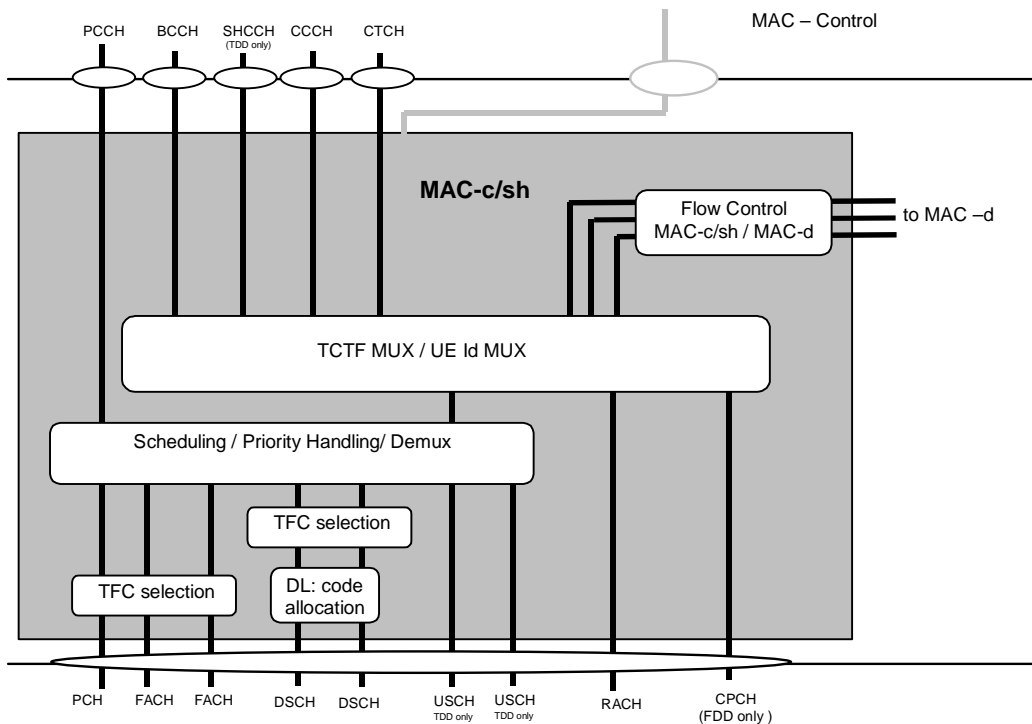 MAC – Control
PCCH BCCH SHCCH CCCH CTCH
(TDD only)
MAC-c/sh
Flow Control
MAC-c/sh / MAC-d
to MAC –d
TCTF MUX / UE Id MUX
Scheduling / Priority Handling/ Demux
TFC selection
TFC selection
DL: code
allocation
PCH FACH FACH DSCH DSCH USCH USCH RACH CPCH
TDD only TDD only (FDD only )